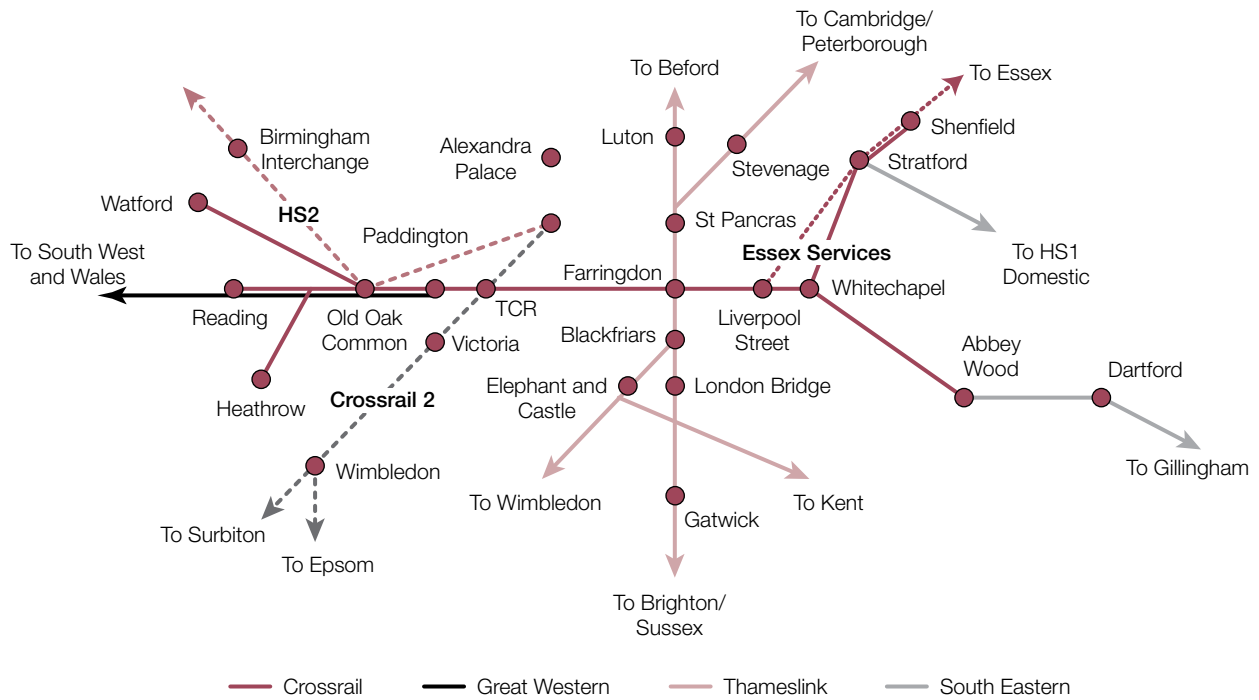 To Cambridge/
Peterborough
To Beford
To Essex
Birmingham
Interchange
Alexandra
Palace
Luton
Shenfield
Stevenage
Stratford
Watford
HS2
Paddington
St Pancras
To South West
and Wales
Essex Services
To HS1
Domestic
Farringdon
Whitechapel
Reading
Old Oak
Common
TCR
Liverpool
Street
Blackfriars
Victoria
Abbey
Wood
Dartford
Elephant and
Castle
London Bridge
Heathrow
Crossrail 2
Wimbledon
To Gillingham
To Wimbledon
To Kent
Gatwick
To Surbiton
To Epsom
To Brighton/
Sussex
Crossrail
Great Western
Thameslink
South Eastern